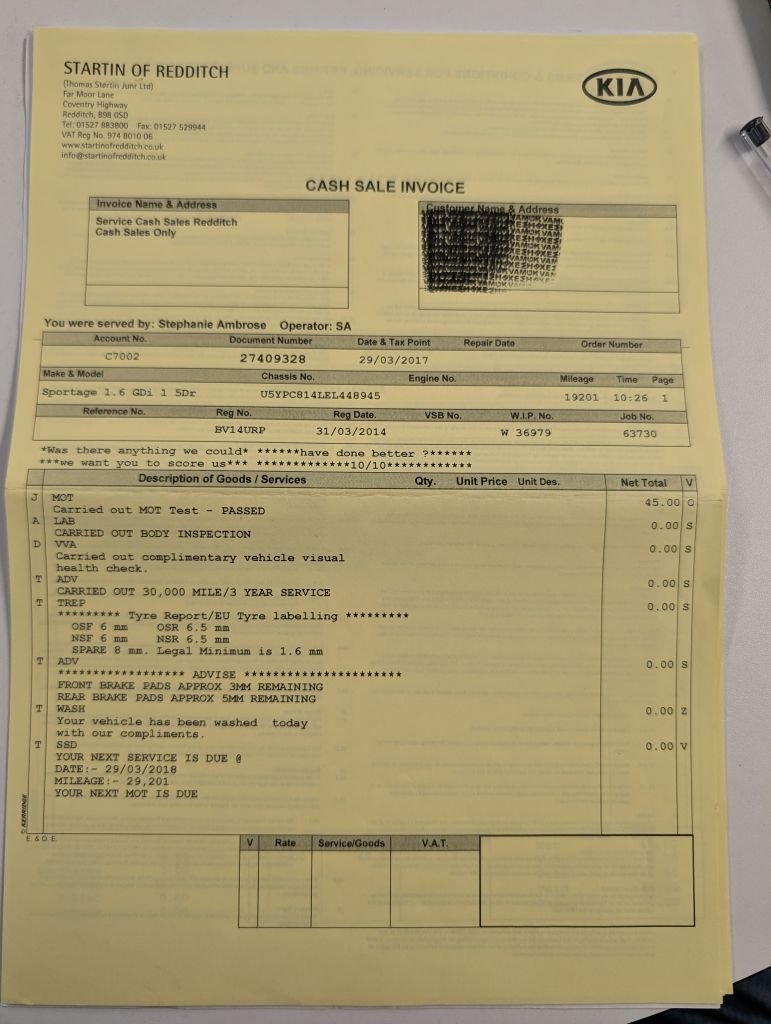 STARTIN OF REDDITCH
(Thomas Startin Junr Ltd)
Far Moor Lane
Coventry Highway
Redditch, B98 0SD
Tel: 01527 883800 Fax: 01527 529944
VAT Reg No. 974 8010 06
www.startinofredditch.co.uk
info@startinofredditch.co.uk
KIA
CASH SALE INVOICE
Invoice Name & Address
Service Cash Sales Redditch
Cash Sales Only
Customer Name & Address
You were served by: Stephanie Ambrose Operator: SA
Account No. Document Number Date & Tax Point Repair Date Order Number
C7002 27409328 29/03/2017
Make & Model Chassis No. Engine No. Mileage Time Page
Sportage 1.6 GDi 1 5Dr U5YPC814LEL448945 19201 10:26 1
Reference No. Reg No. Reg Date. VSB No. W.I.P. No. Job No.
BV14URP 31/03/2014 W 36979 63730
*Was there anything we could* ******have done better ?******
***we want you to score us*** *************10/10************
Description of Goods / Services Qty. Unit Price Unit Des. Net Total V
J MOT 45.00 O
Carried out MOT Test - PASSED
A LAB 0.00 S
CARRIED OUT BODY INSPECTION
D VVA 0.00 S
Carried out complimentary vehicle visual
health check.
T ADV 0.00 S
CARRIED OUT 30,000 MILE/3 YEAR SERVICE
T TREP 0.00 S
********* Tyre Report/EU Tyre labelling *********
OSF 6 mm OSR 6.5 mm
NSF 6 mm NSR 6.5 mm
SPARE 8 mm. Legal Minimum is 1.6 mm
T ADV 0.00 S
****************** ADVISE **********************
FRONT BRAKE PADS APPROX 3MM REMAINING
REAR BRAKE PADS APPROX 5MM REMAINING
T WASH 0.00 Z
Your vehicle has been washed today
with our compliments.
T SSD 0.00 V
YOUR NEXT SERVICE IS DUE @
DATE:- 29/03/2018
MILEAGE:- 29,201
YOUR NEXT MOT IS DUE
© KERRIDGE
E. & O. E.
V Rate Service/Goods V.A.T.